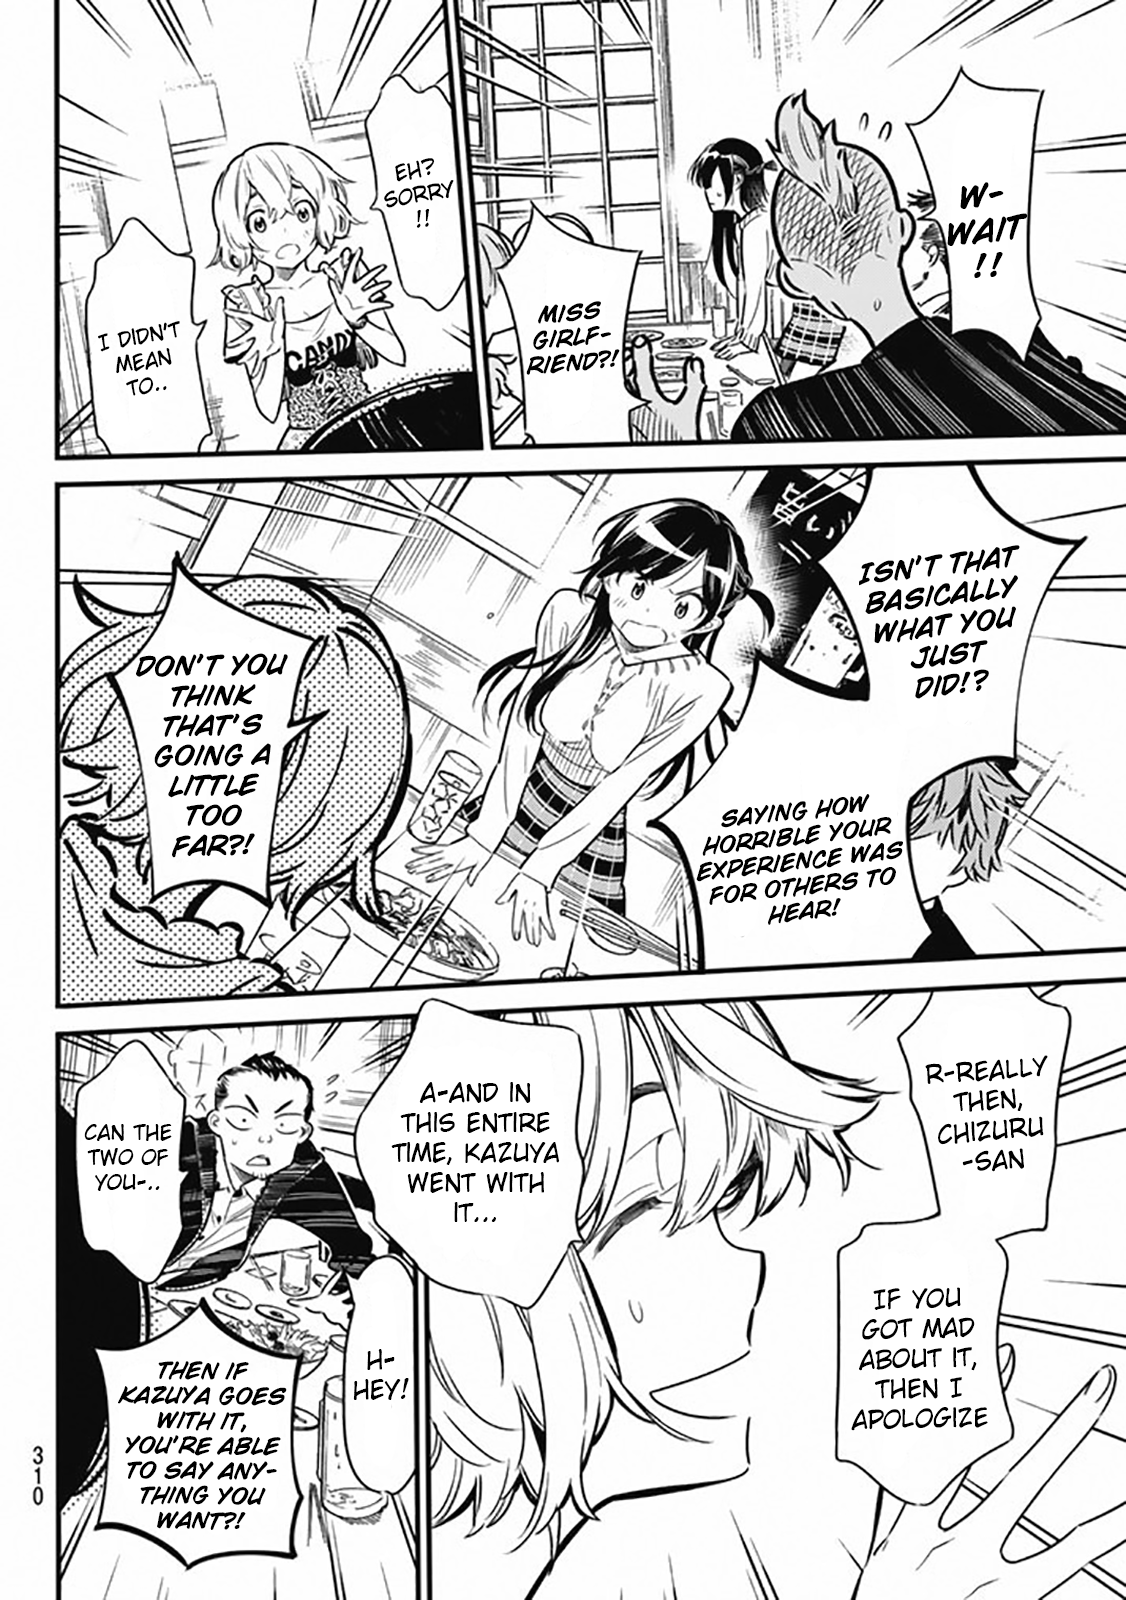 W-
WAIT
!!
MISS
GIRLF-
RIEND?!
EH?
SORRY
!!
I DIDN'T
MEAN
TO..
CANDY
ISN'T THAT
BASICALLY
WHAT YOU
JUST
DID!?
SAYING HOW
HORRIBLE YOUR
EXPERIENCE WAS
FOR OTHERS TO
HEAR!
DON'T YOU
THINK
THAT'S
GOING A
LITTLE
TOO
FAR?!
R-REALLY
THEN,
CHIZURU
-SAN
IF YOU
GOT MAD
ABOUT IT,
THEN I
APOLOGIZE
A-AND IN
THIS ENTIRE
TIME, KAZUYA
WENT WITH
IT...
CAN THE
TWO OF
YOU-..
H-
HEY!
THEN IF
KAZUYA GOES
WITH IT,
YOU'RE ABLE
TO SAY ANY-
THING YOU
WANT?!
310